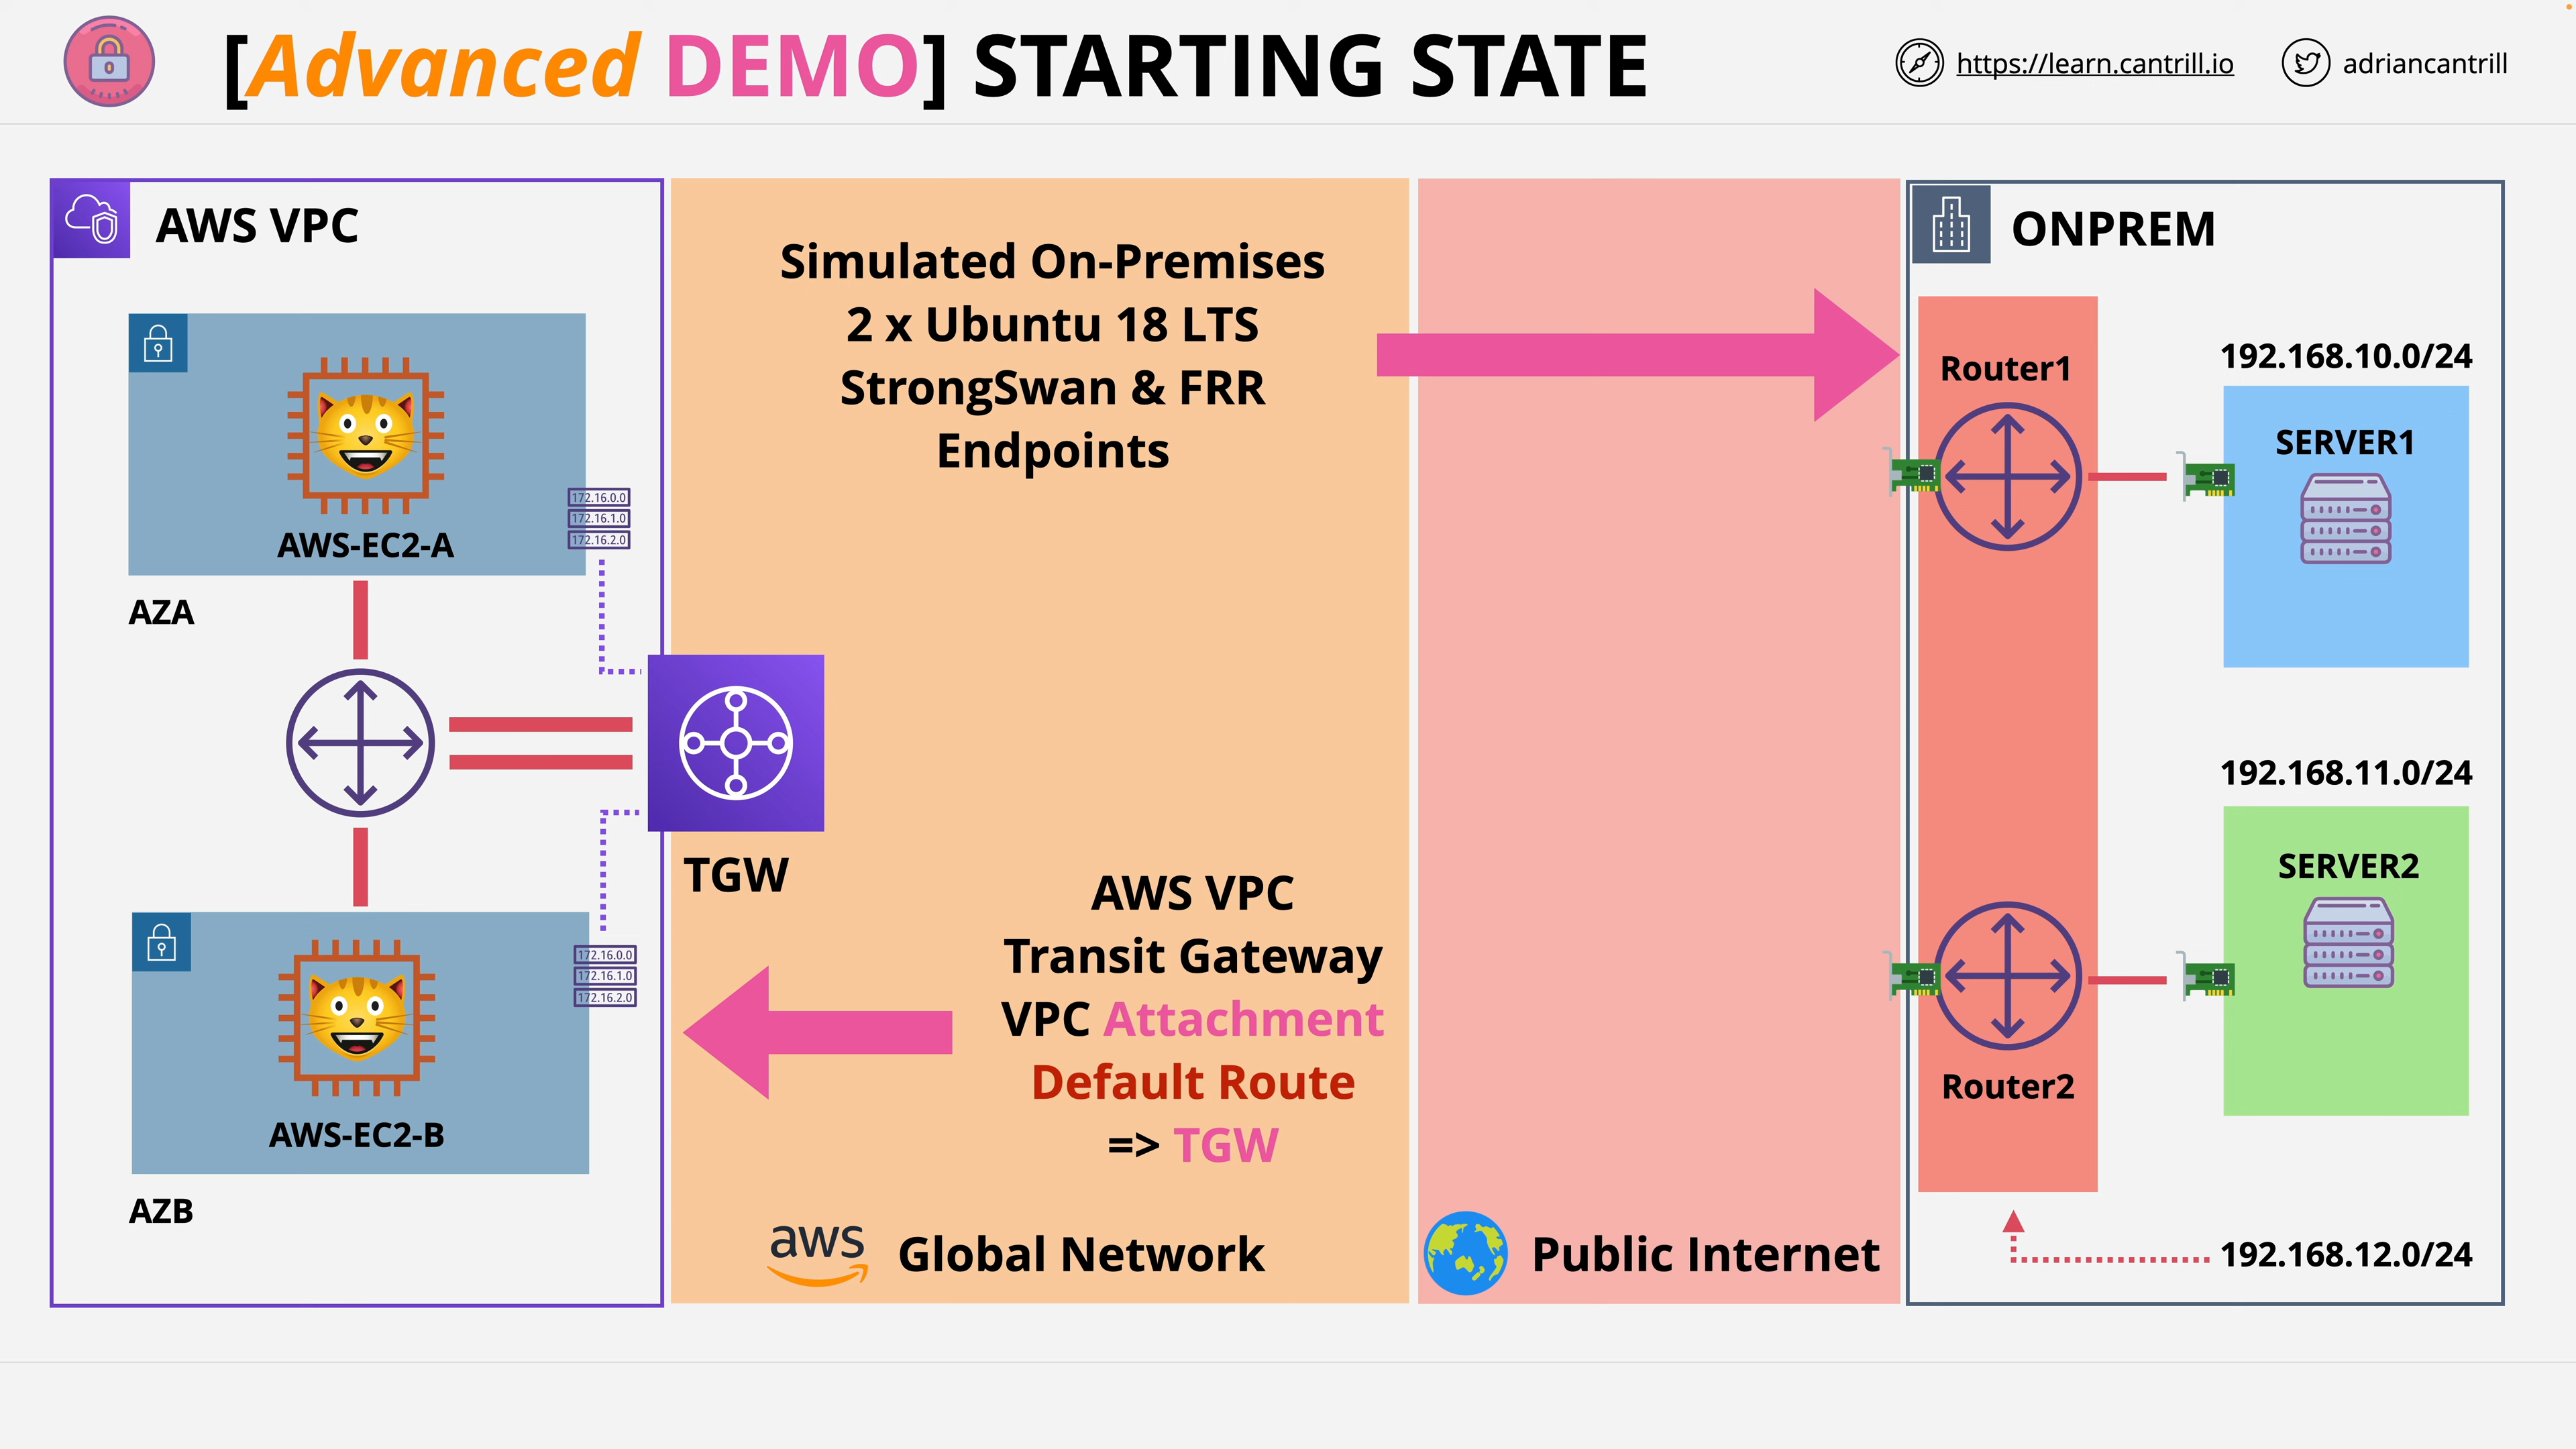 [Advanced DEMO] STARTING STATE
https://learn.cantrill.io
adriancantrill
AWS VPC
AWS-EC2-A
172.16.0.0
172.16.1.0
172.16.2.0
AZA
AWS-EC2-B
172.16.0.0
172.16.1.0
172.16.2.0
AZB
Simulated On-Premises
2 x Ubuntu 18 LTS
StrongSwan & FRR
Endpoints
TGW
AWS VPC
Transit Gateway
VPC Attachment
Default Route
=> TGW
aws
Global Network
Public Internet
ONPREM
Router1
192.168.10.0/24
SERVER1
192.168.11.0/24
SERVER2
Router2
192.168.12.0/24